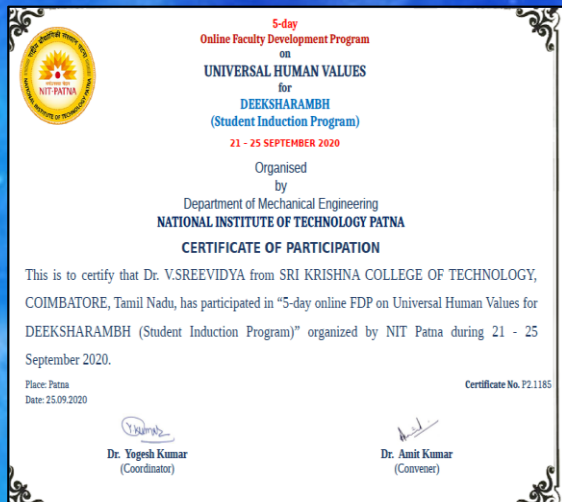 5-day
Online Faculty Development Program
on
UNIVERSAL HUMAN VALUES
for
DEEKSHARAMBH
(Student Induction Program)
21 - 25 SEPTEMBER 2020
Organised
by
Department of Mechanical Engineering
NATIONAL INSTITUTE OF TECHNOLOGY PATNA
CERTIFICATE OF PARTICIPATION
This is to certify that Dr. V.SREEVIDYA from SRI KRISHNA COLLEGE OF TECHNOLOGY,
COIMBATORE, Tamil Nadu, has participated in “5-day online FDP on Universal Human Values for
DEEKSHARAMBH (Student Induction Program)” organized by NIT Patna during 21 - 25
September 2020.
Place: Patna
Certificate No. P2.1185
Date: 25.09.2020
Dr. Yogesh Kumar
Dr. Amit Kumar
(Coordinator)
(Convener)
राष्ट्रीय प्रौद्योगिकी संस्थान पटना
NIT-PATNA
NATIONAL INSTITUTE OF TECHNOLOGY PATNA